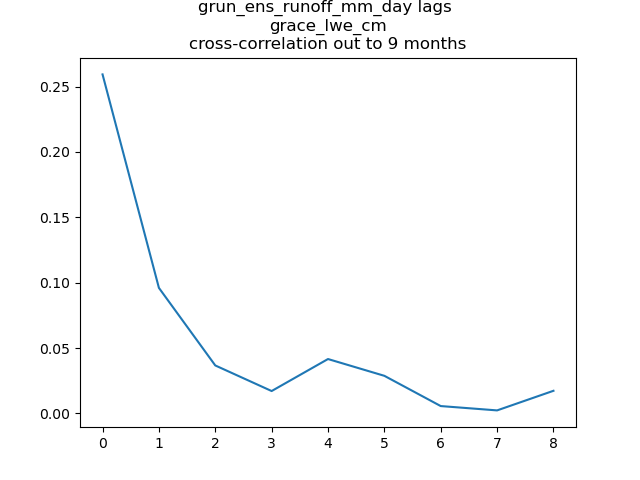 grun_ens_runoff_mm_day lags
grace_lwe_cm
cross-correlation out to 9 months
0.25
0.20
0.15
0.10
0.05
0.00
0 1 2 3 4 5 6 7 8